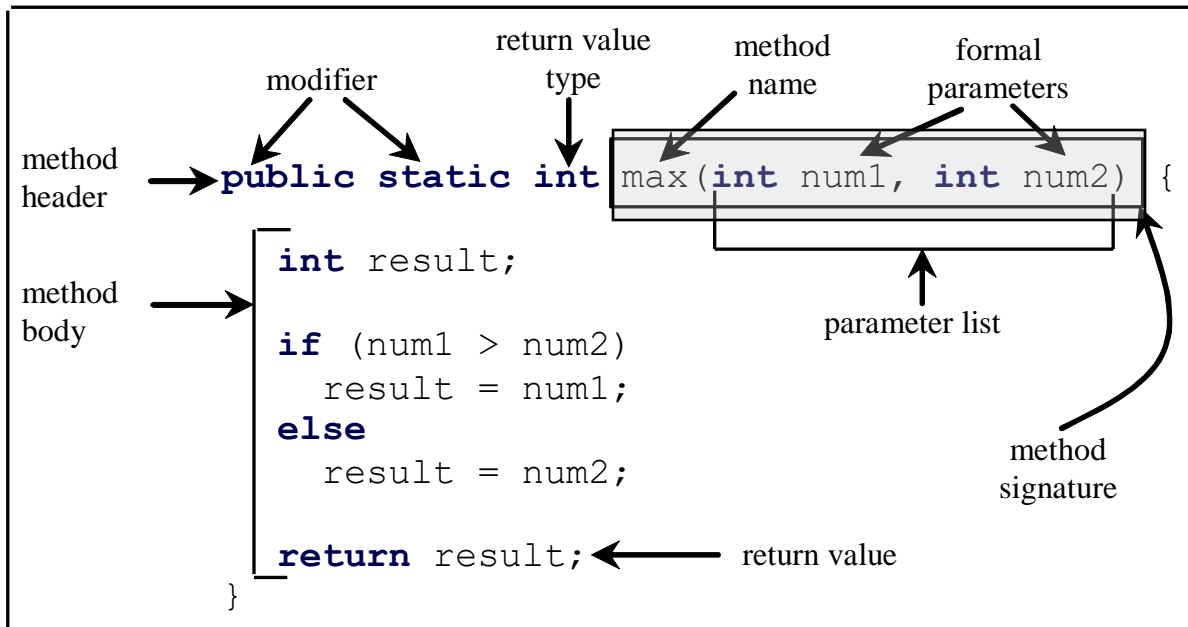 return value
type
method
name
formal
parameters
modifier
method
header
public static int max(int num1, int num2) {
int result;
method
body
parameter list
if (num1 > num2)
result = num1;
else
result = num2;
method
signature
return result;
return value
}